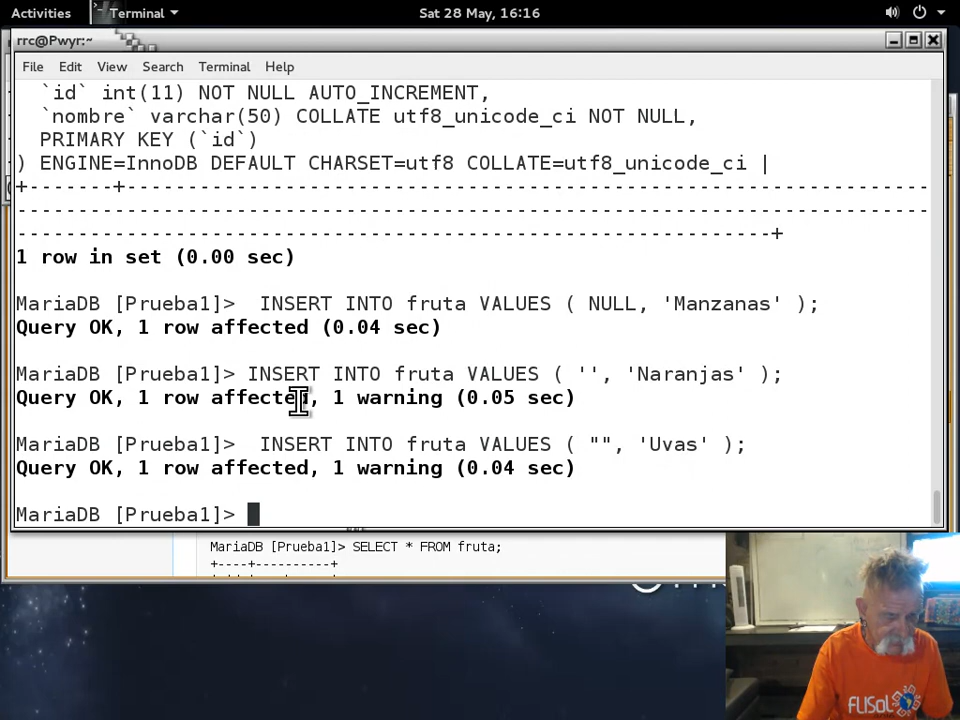 Activities Terminal Sat 28 May, 16:16
rrc@Pwyr:~
File Edit View Search Terminal Help
`id` int(11) NOT NULL AUTO_INCREMENT,
`nombre` varchar(50) COLLATE utf8_unicode_ci NOT NULL,
PRIMARY KEY (`id`)
) ENGINE=InnoDB DEFAULT CHARSET=utf8 COLLATE=utf8_unicode_ci |
+-------+--------------------------------------------------------------------
-----------------------------------------------------------------------------
---------------------------------------------------------------+
1 row in set (0.00 sec)
MariaDB [Prueba1]>  INSERT INTO fruta VALUES ( NULL, 'Manzanas' );
Query OK, 1 row affected (0.04 sec)
MariaDB [Prueba1]> INSERT INTO fruta VALUES ( '', 'Naranjas' );
Query OK, 1 row affected, 1 warning (0.05 sec)
MariaDB [Prueba1]>  INSERT INTO fruta VALUES ( "", 'Uvas' );
Query OK, 1 row affected, 1 warning (0.04 sec)
MariaDB [Prueba1]>
MariaDB [Prueba1]> SELECT * FROM fruta;
+----+----------+
FLISoL